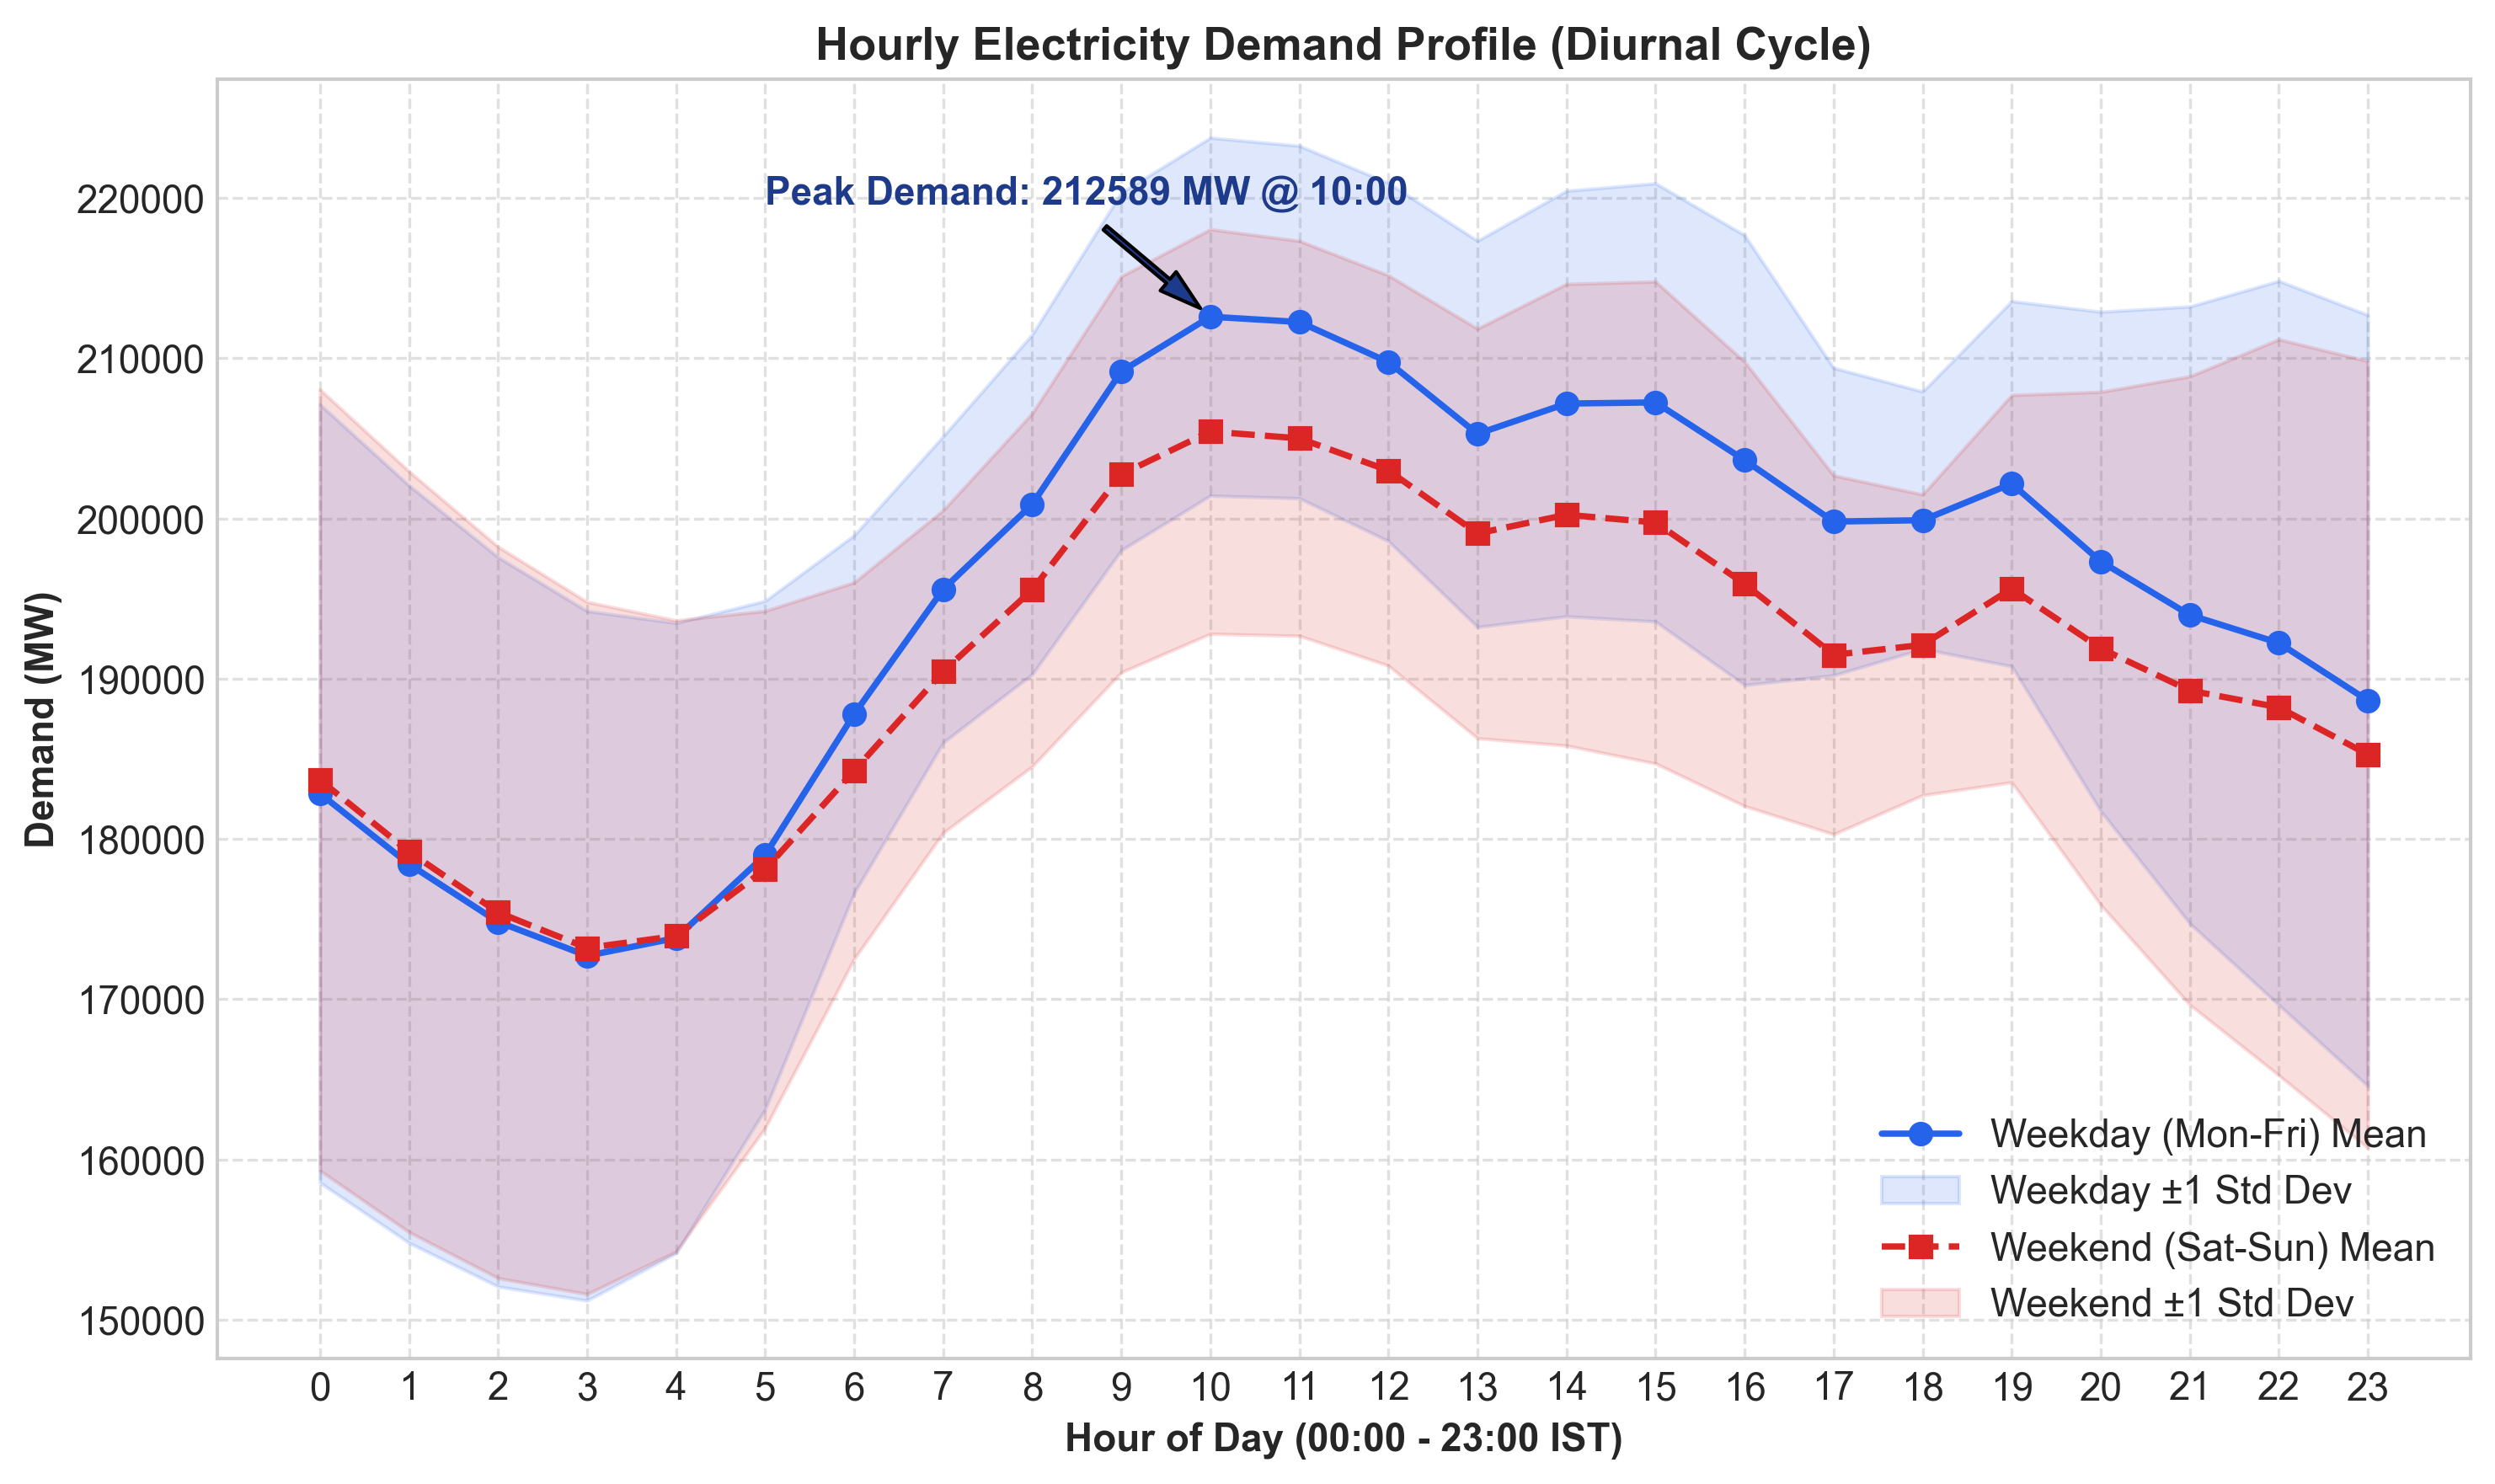 Hourly Electricity Demand Profile (Diurnal Cycle)
Peak Demand: 212589 MW @ 10:00
220000
210000
200000
190000
180000
170000
160000
150000
Demand (MW)
Weekday (Mon-Fri) Mean
Weekday ±1 Std Dev
Weekend (Sat-Sun) Mean
Weekend ±1 Std Dev
0 1 2 3 4 5 6 7 8 9 10 11 12 13 14 15 16 17 18 19 20 21 22 23
Hour of Day (00:00 - 23:00 IST)